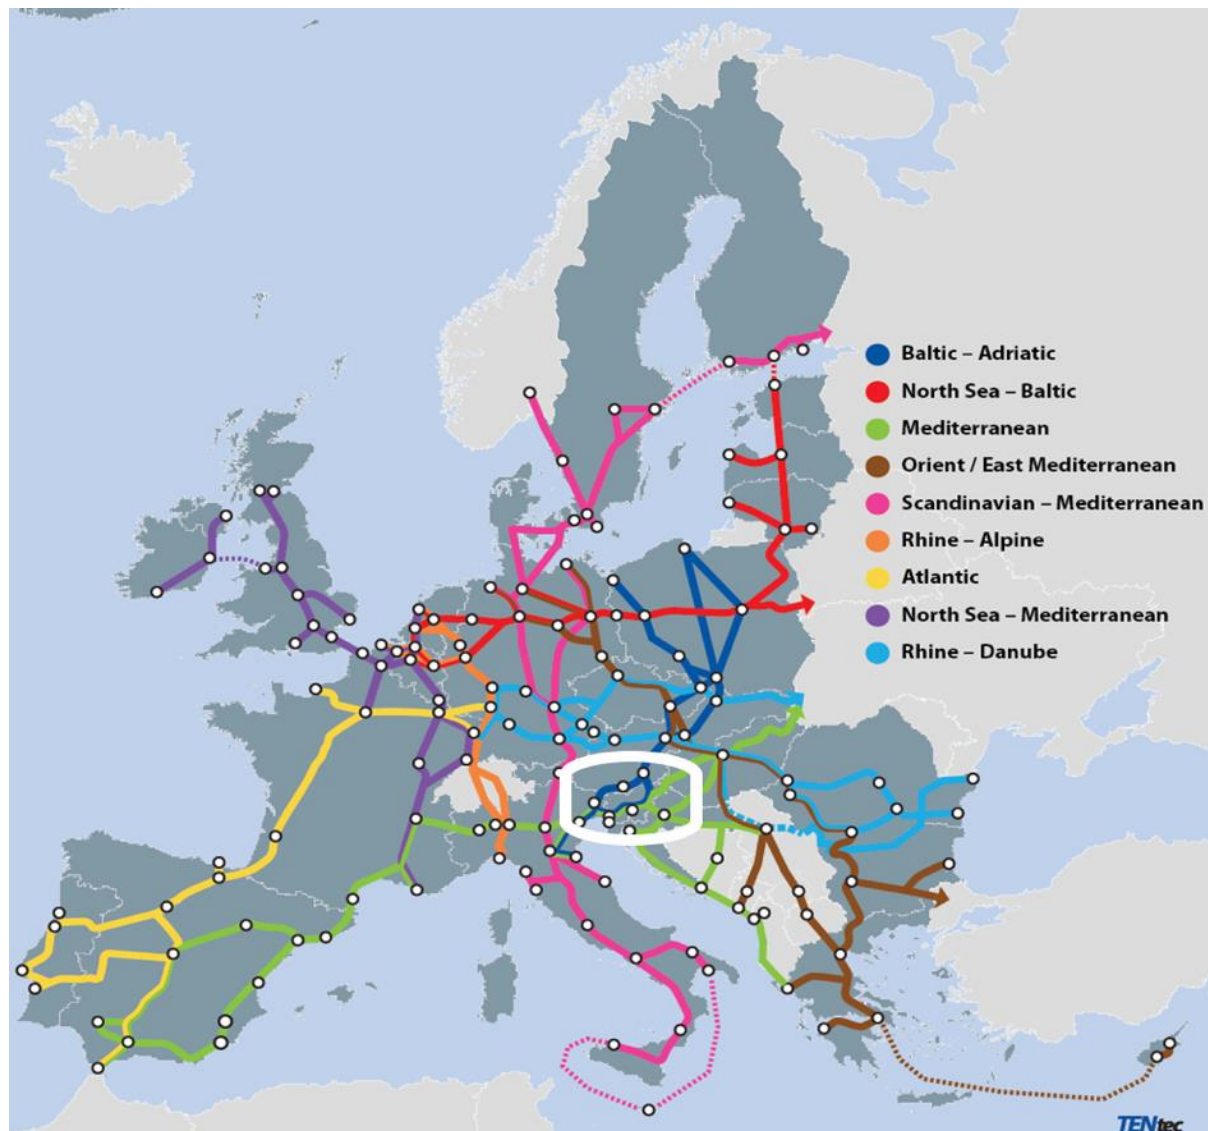 Baltic – Adriatic
North Sea – Baltic
Mediterranean
Orient / East Mediterranean
Scandinavian – Mediterranean
Rhine – Alpine
Atlantic
North Sea – Mediterranean
Rhine – Danube
TENtec